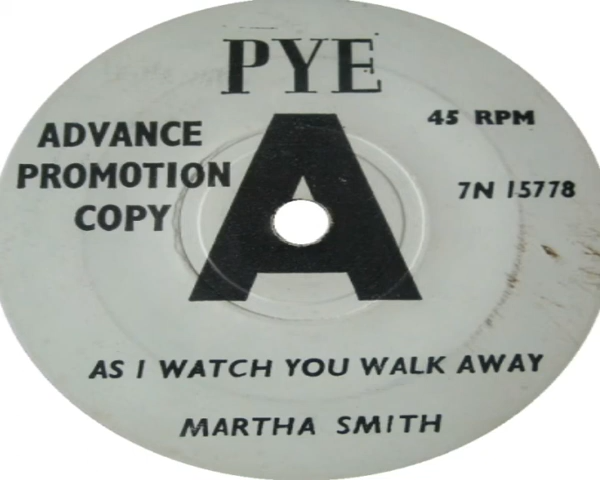 PYE
45 RPM
ADVANCE
PROMOTION
COPY
7N 15778
A
AS I WATCH YOU WALK AWAY
MARTHA SMITH